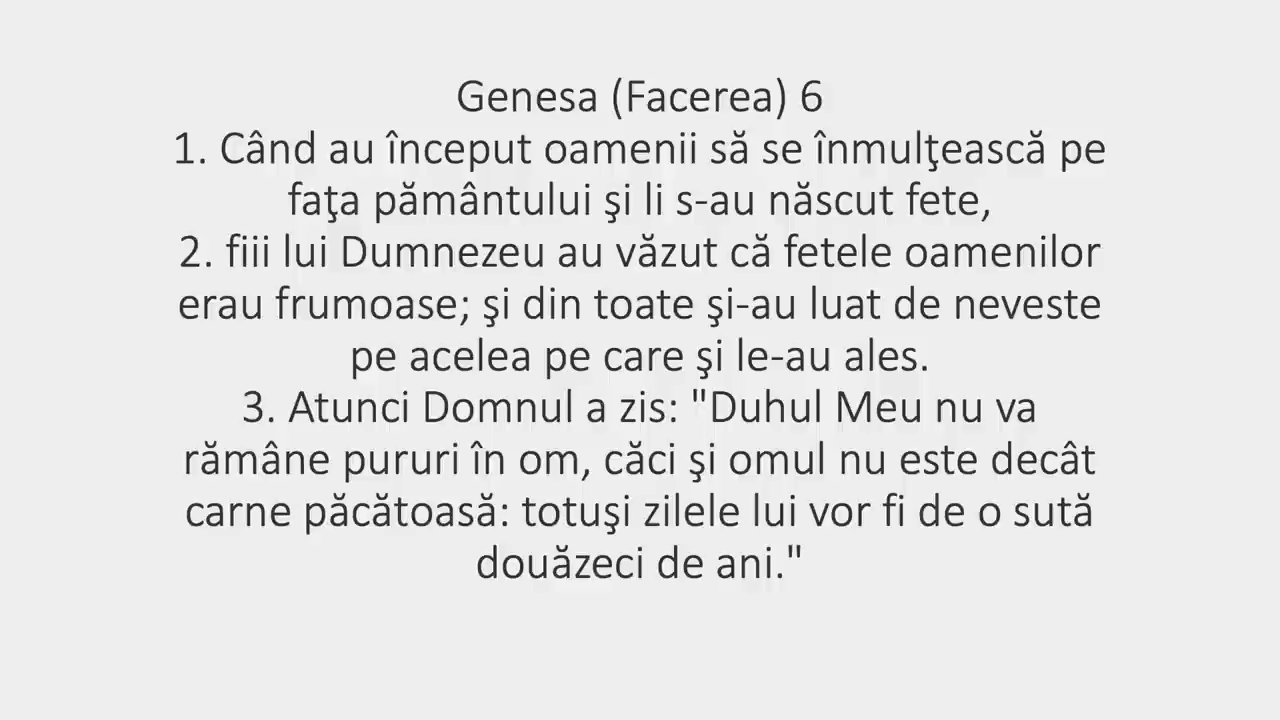 Genesa (Facerea) 6
1. Când au început oamenii să se înmulţească pe
faţa pământului şi li s-au născut fete,
2. fiii lui Dumnezeu au văzut că fetele oamenilor
erau frumoase; şi din toate şi-au luat de neveste
pe acelea pe care şi le-au ales.
3. Atunci Domnul a zis: "Duhul Meu nu va
rămâne pururi în om, căci şi omul nu este decât
carne păcătoasă: totuşi zilele lui vor fi de o sută
douăzeci de ani."